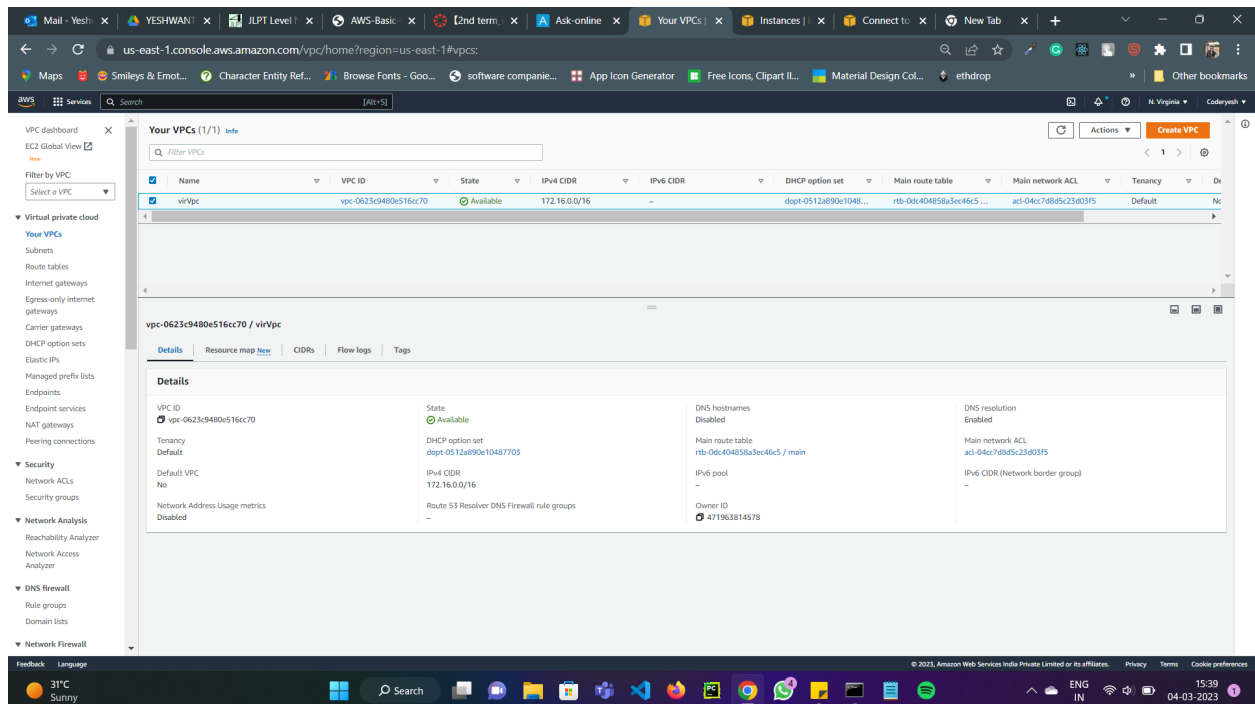 Mail - Yesh
YESHWANT
JLPT Level N
AWS-Basic-
[2nd term_
Ask-online
Your VPCs |
Instances |
Connect to
New Tab
us-east-1.console.aws.amazon.com/vpc/home?region=us-east-1#vpcs:
Maps
Smileys & Emot...
Character Entity Ref...
Browse Fonts - Goo...
software companie...
App Icon Generator
Free Icons, Clipart Il...
Material Design Col...
ethdrop
»
Other bookmarks
aws
Services
Search
[Alt+S]
N. Virginia
Coderyesh
VPC dashboard
EC2 Global View
New
Filter by VPC:
Select a VPC
Virtual private cloud
Your VPCs
Subnets
Route tables
Internet gateways
Egress-only internet
gateways
Carrier gateways
DHCP option sets
Elastic IPs
Managed prefix lists
Endpoints
Endpoint services
NAT gateways
Peering connections
Security
Network ACLs
Security groups
Network Analysis
Reachability Analyzer
Network Access
Analyzer
DNS firewall
Rule groups
Domain lists
Network Firewall
Your VPCs (1/1) Info
Actions
Create VPC
Filter VPCs
1
Name
VPC ID
State
IPv4 CIDR
IPv6 CIDR
DHCP option set
Main route table
Main network ACL
Tenancy
De
virVpc
vpc-0623c9480e516cc70
Available
172.16.0.0/16
–
dopt-0512a890e1048...
rtb-0dc404858a3ec46c5 ...
acl-04cc7d8d5c23d03f5
Default
No
vpc-0623c9480e516cc70 / virVpc
Details
Resource map New
CIDRs
Flow logs
Tags
Details
VPC ID
vpc-0623c9480e516cc70
State
Available
DNS hostnames
Disabled
DNS resolution
Enabled
Tenancy
Default
DHCP option set
dopt-0512a890e10487703
Main route table
rtb-0dc404858a3ec46c5 / main
Main network ACL
acl-04cc7d8d5c23d03f5
Default VPC
No
IPv4 CIDR
172.16.0.0/16
IPv6 pool
–
IPv6 CIDR (Network border group)
–
Network Address Usage metrics
Disabled
Route 53 Resolver DNS Firewall rule groups
–
Owner ID
471963814578
Feedback
Language
© 2023, Amazon Web Services India Private Limited or its affiliates.
Privacy
Terms
Cookie preferences
31°C
Sunny
Search
4
ENG
IN
15:39
04-03-2023
1